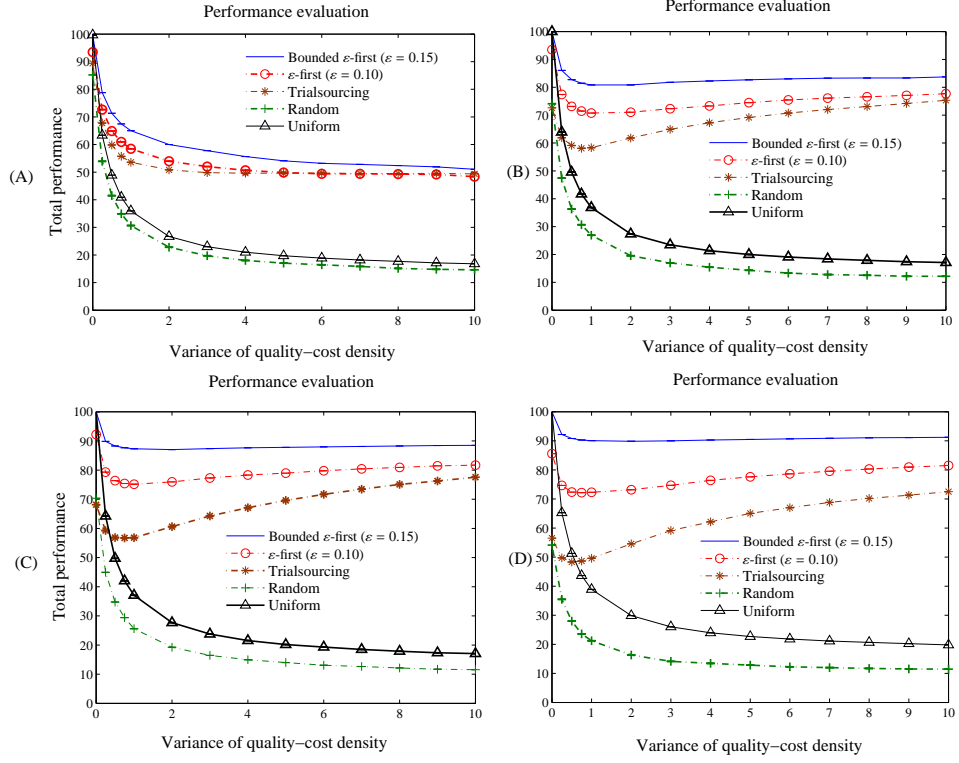 Performance evaluation
100
90
80
70
60
50
40
30
20
10
0
0
2
4
6
8
10
Total performance
Variance of quality−cost density
Bounded ε-first (ε = 0.15)
ε-first (ε = 0.10)
Trialsourcing
Random
Uniform
(A)
Performance evaluation
100
90
80
70
60
50
40
30
20
10
0
0
1
2
3
4
5
6
7
8
9
10
Variance of quality−cost density
Bounded ε-first (ε = 0.15)
ε-first (ε = 0.10)
Trialsourcing
Random
Uniform
(B)
Performance evaluation
100
90
80
70
60
50
40
30
20
10
0
0
2
4
6
8
10
Total performance
Variance of quality−cost density
Bounded ε-first (ε = 0.15)
ε-first (ε = 0.10)
Trialsourcing
Random
Uniform
(C)
Performance evaluation
100
90
80
70
60
50
40
30
20
10
0
0
1
2
3
4
5
6
7
8
9
10
Variance of quality−cost density
Bounded ε-first (ε = 0.15)
ε-first (ε = 0.10)
Trialsourcing
Random
Uniform
(D)